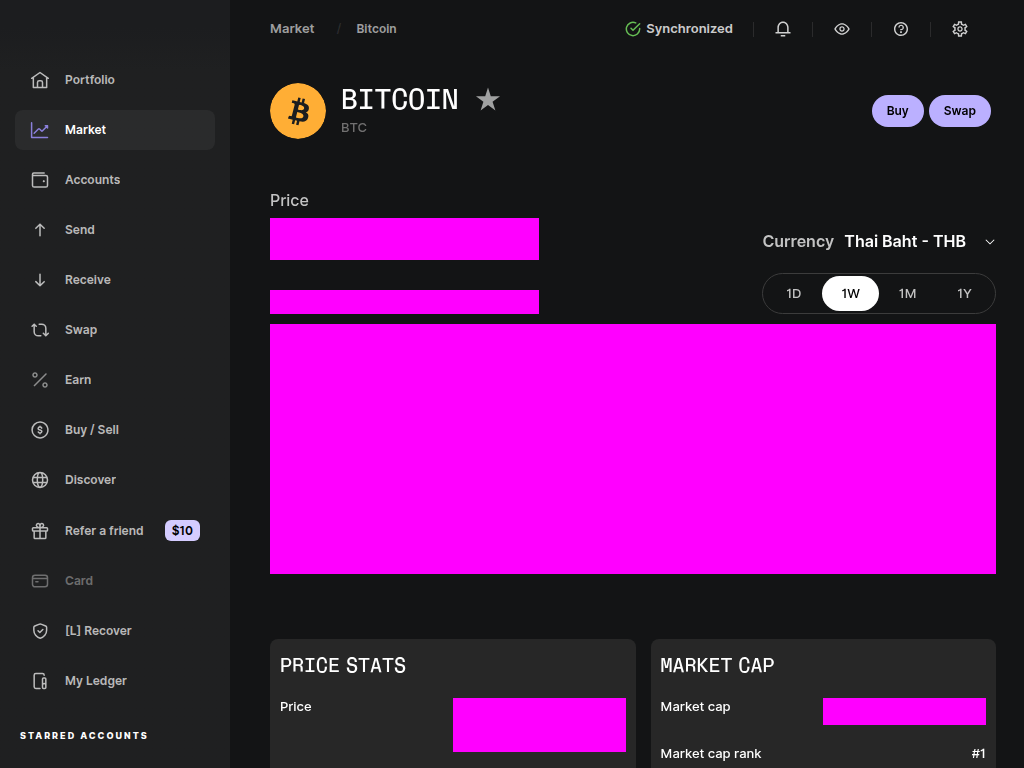 Market / Bitcoin
Synchronized
Portfolio
Market
Accounts
Send
Receive
Swap
Earn
Buy / Sell
Discover
Refer a friend $10
Card
[L] Recover
My Ledger
STARRED ACCOUNTS
BITCOIN
BTC
Buy Swap
Price
Currency Thai Baht - THB
1D 1W 1M 1Y
PRICE STATS
Price
MARKET CAP
Market cap
Market cap rank #1